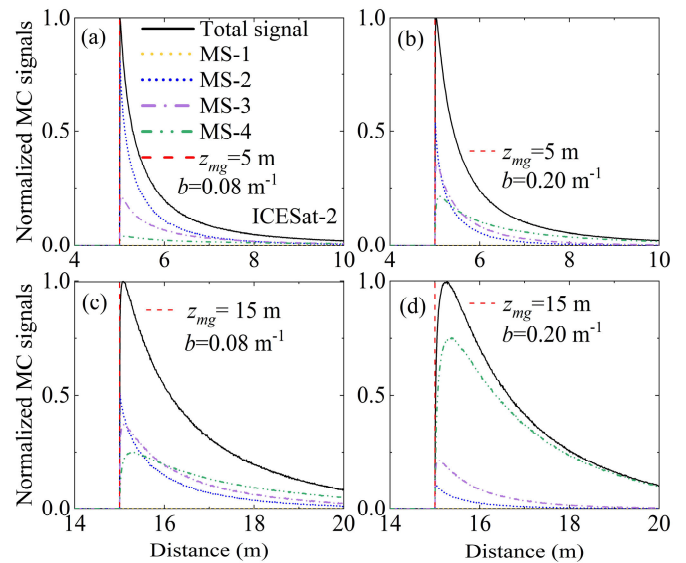 Normalized MC signals
1.0
0.5
0.0
(a)
Total signal
MS-1
MS-2
MS-3
MS-4
z_mg=5 m
b=0.08 m⁻¹
ICESat-2
4
6
8
10
Normalized MC signals
1.0
0.5
0.0
(b)
z_mg=5 m
b=0.20 m⁻¹
4
6
8
10
Normalized MC signals
1.0
0.5
0.0
(c)
z_mg= 15 m
b=0.08 m⁻¹
14
16
18
20
Distance (m)
1.0
0.5
0.0
(d)
z_mg=15 m
b=0.20 m⁻¹
14
16
18
20
Distance (m)